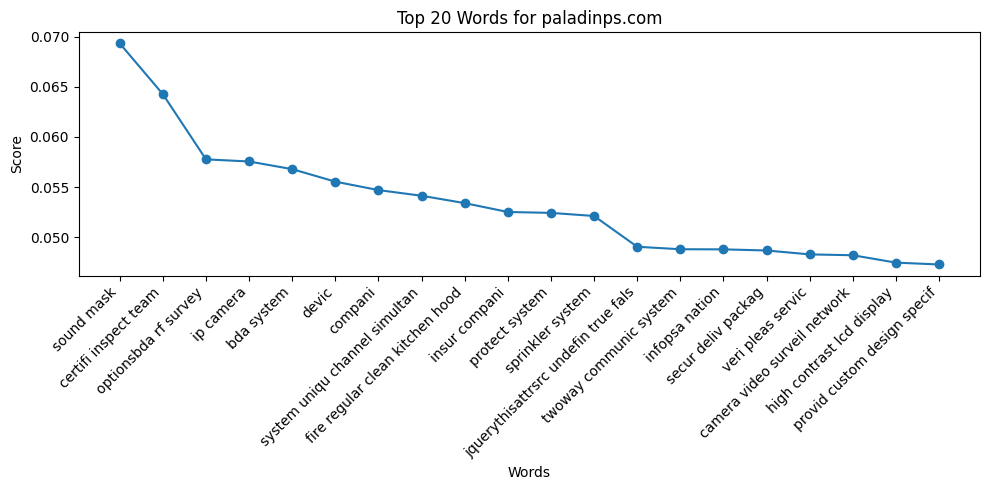 Top 20 Words for paladinps.com
Score
0.070
0.065
0.060
0.055
0.050
sound mask
certifi inspect team
optionsbda rf survey
ip camera
bda system
devic
compani
system uniqu channel simultan
fire regular clean kitchen hood
insur compani
protect system
sprinkler system
jquerythisattrsrc undefin true fals
twoway communic system
infopsa nation
secur deliv packag
veri pleas servic
camera video surveil network
high contrast lcd display
provid custom design specif
Words